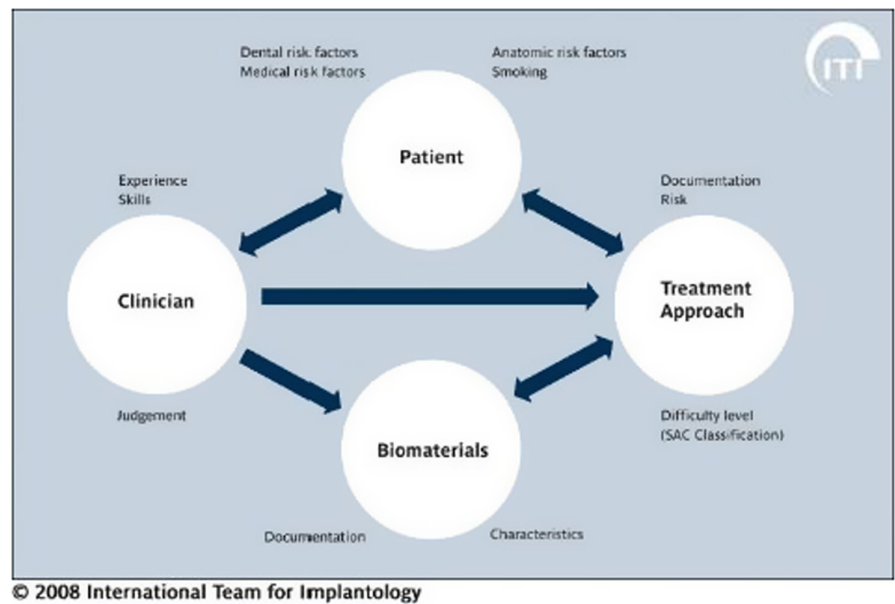 Dental risk factors
Medical risk factors
Anatomic risk factors
Smoking
ITI
Patient
Experience
Skills
Documentation
Risk
Clinician
Treatment
Approach
Judgement
Difficulty level
(SAC Classification)
Biomaterials
Documentation
Characteristics
© 2008 International Team for Implantology